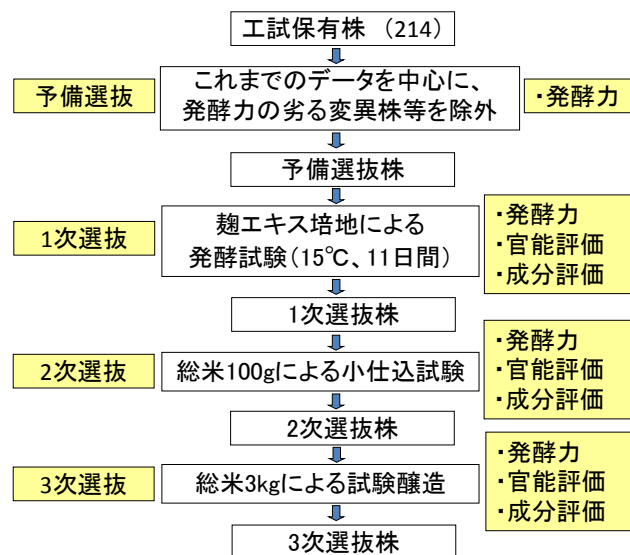 工試保有株 (214)
予備選抜
これまでのデータを中心に、
発酵力の劣る変異株等を除外
・発酵力
予備選抜株
1次選抜
麹エキス培地による
発酵試験(15℃、11日間)
・発酵力
・官能評価
・成分評価
1次選抜株
2次選抜
総米100gによる小仕込試験
・発酵力
・官能評価
・成分評価
2次選抜株
3次選抜
総米3kgによる試験醸造
・発酵力
・官能評価
・成分評価
3次選抜株